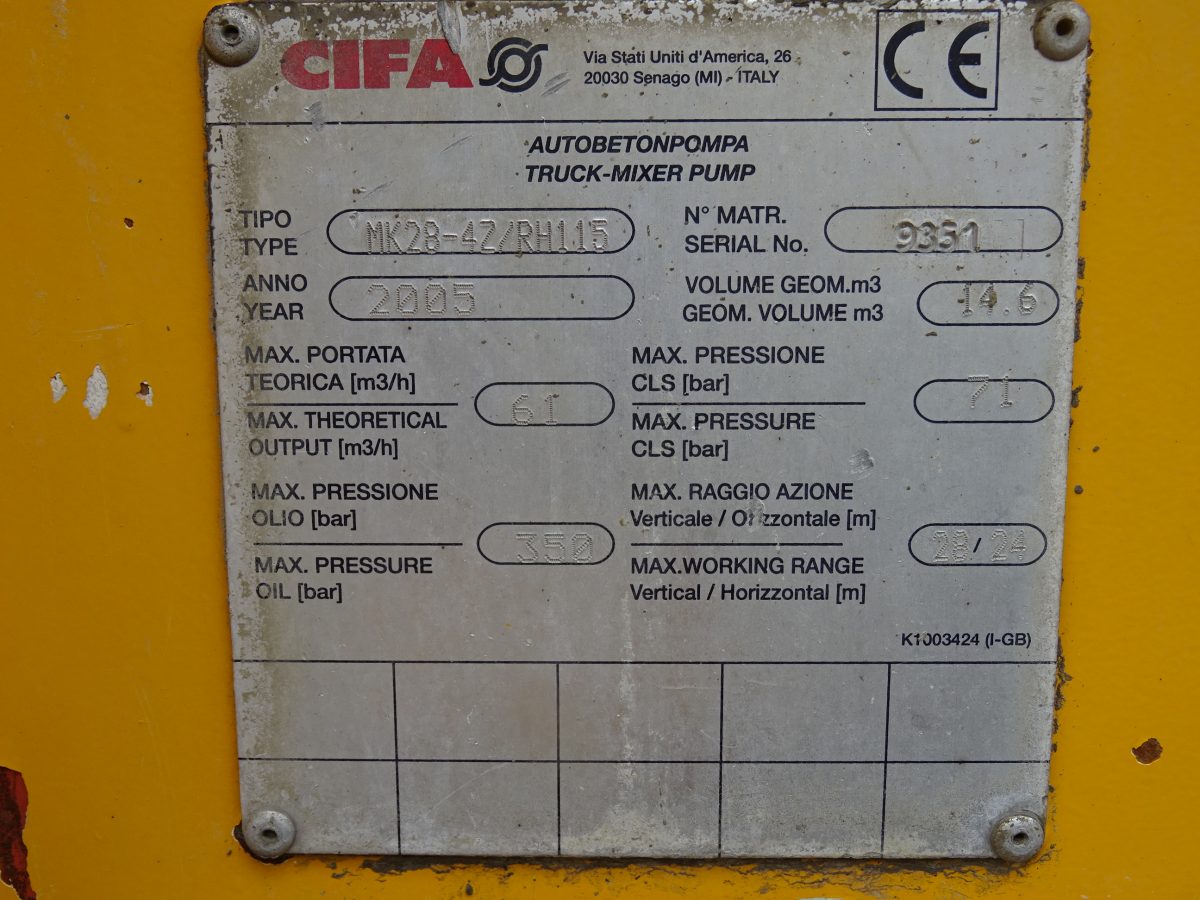 CIFA
Via Stati Uniti d'America, 26
20030 Senago (MI) - ITALY
CE
AUTOBETONPOMPA
TRUCK-MIXER PUMP
TIPO
TYPE
MK28-4Z/RH115
N° MATR.
SERIAL No.
9351
ANNO
YEAR
2005
VOLUME GEOM.m3
GEOM. VOLUME m3
14.6
MAX. PORTATA
TEORICA [m3/h]
MAX. THEORETICAL
OUTPUT [m3/h]
61
MAX. PRESSIONE
CLS [bar]
MAX. PRESSURE
CLS [bar]
71
MAX. PRESSIONE
OLIO [bar]
MAX. PRESSURE
OIL [bar]
350
MAX. RAGGIO AZIONE
Verticale / Orizzontale [m]
MAX.WORKING RANGE
Vertical / Horizzontal [m]
28/24
K1003424 (I-GB)